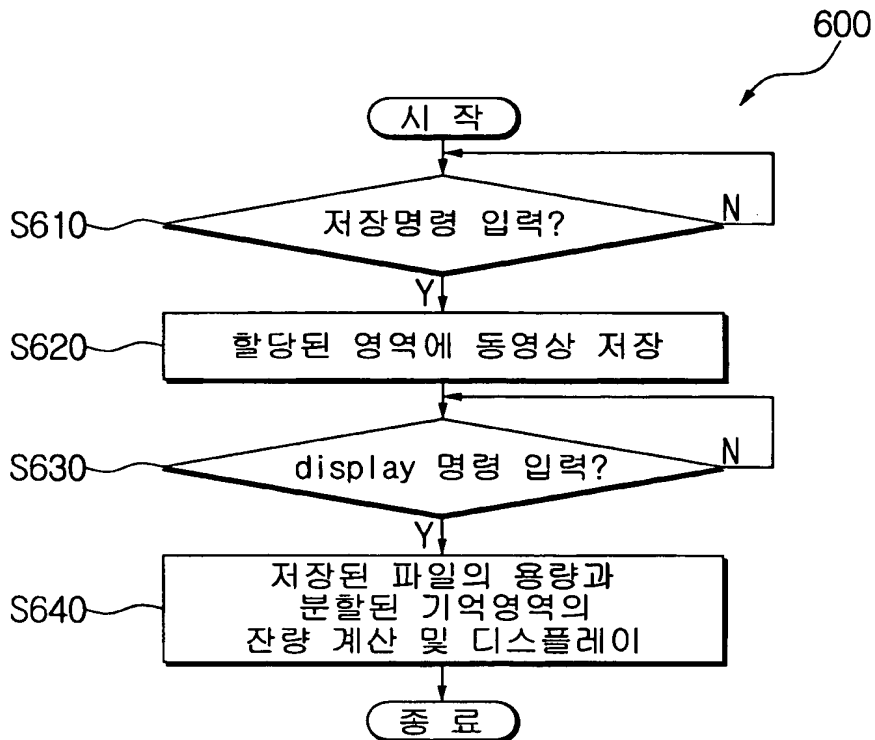 600
시 작
S610
저장명령 입력?
N
Y
S620
할당된 영역에 동영상 저장
S630
display 명령 입력?
N
Y
S640
저장된 파일의 용량과
분할된 기억영역의
잔량 계산 및 디스플레이
종 료